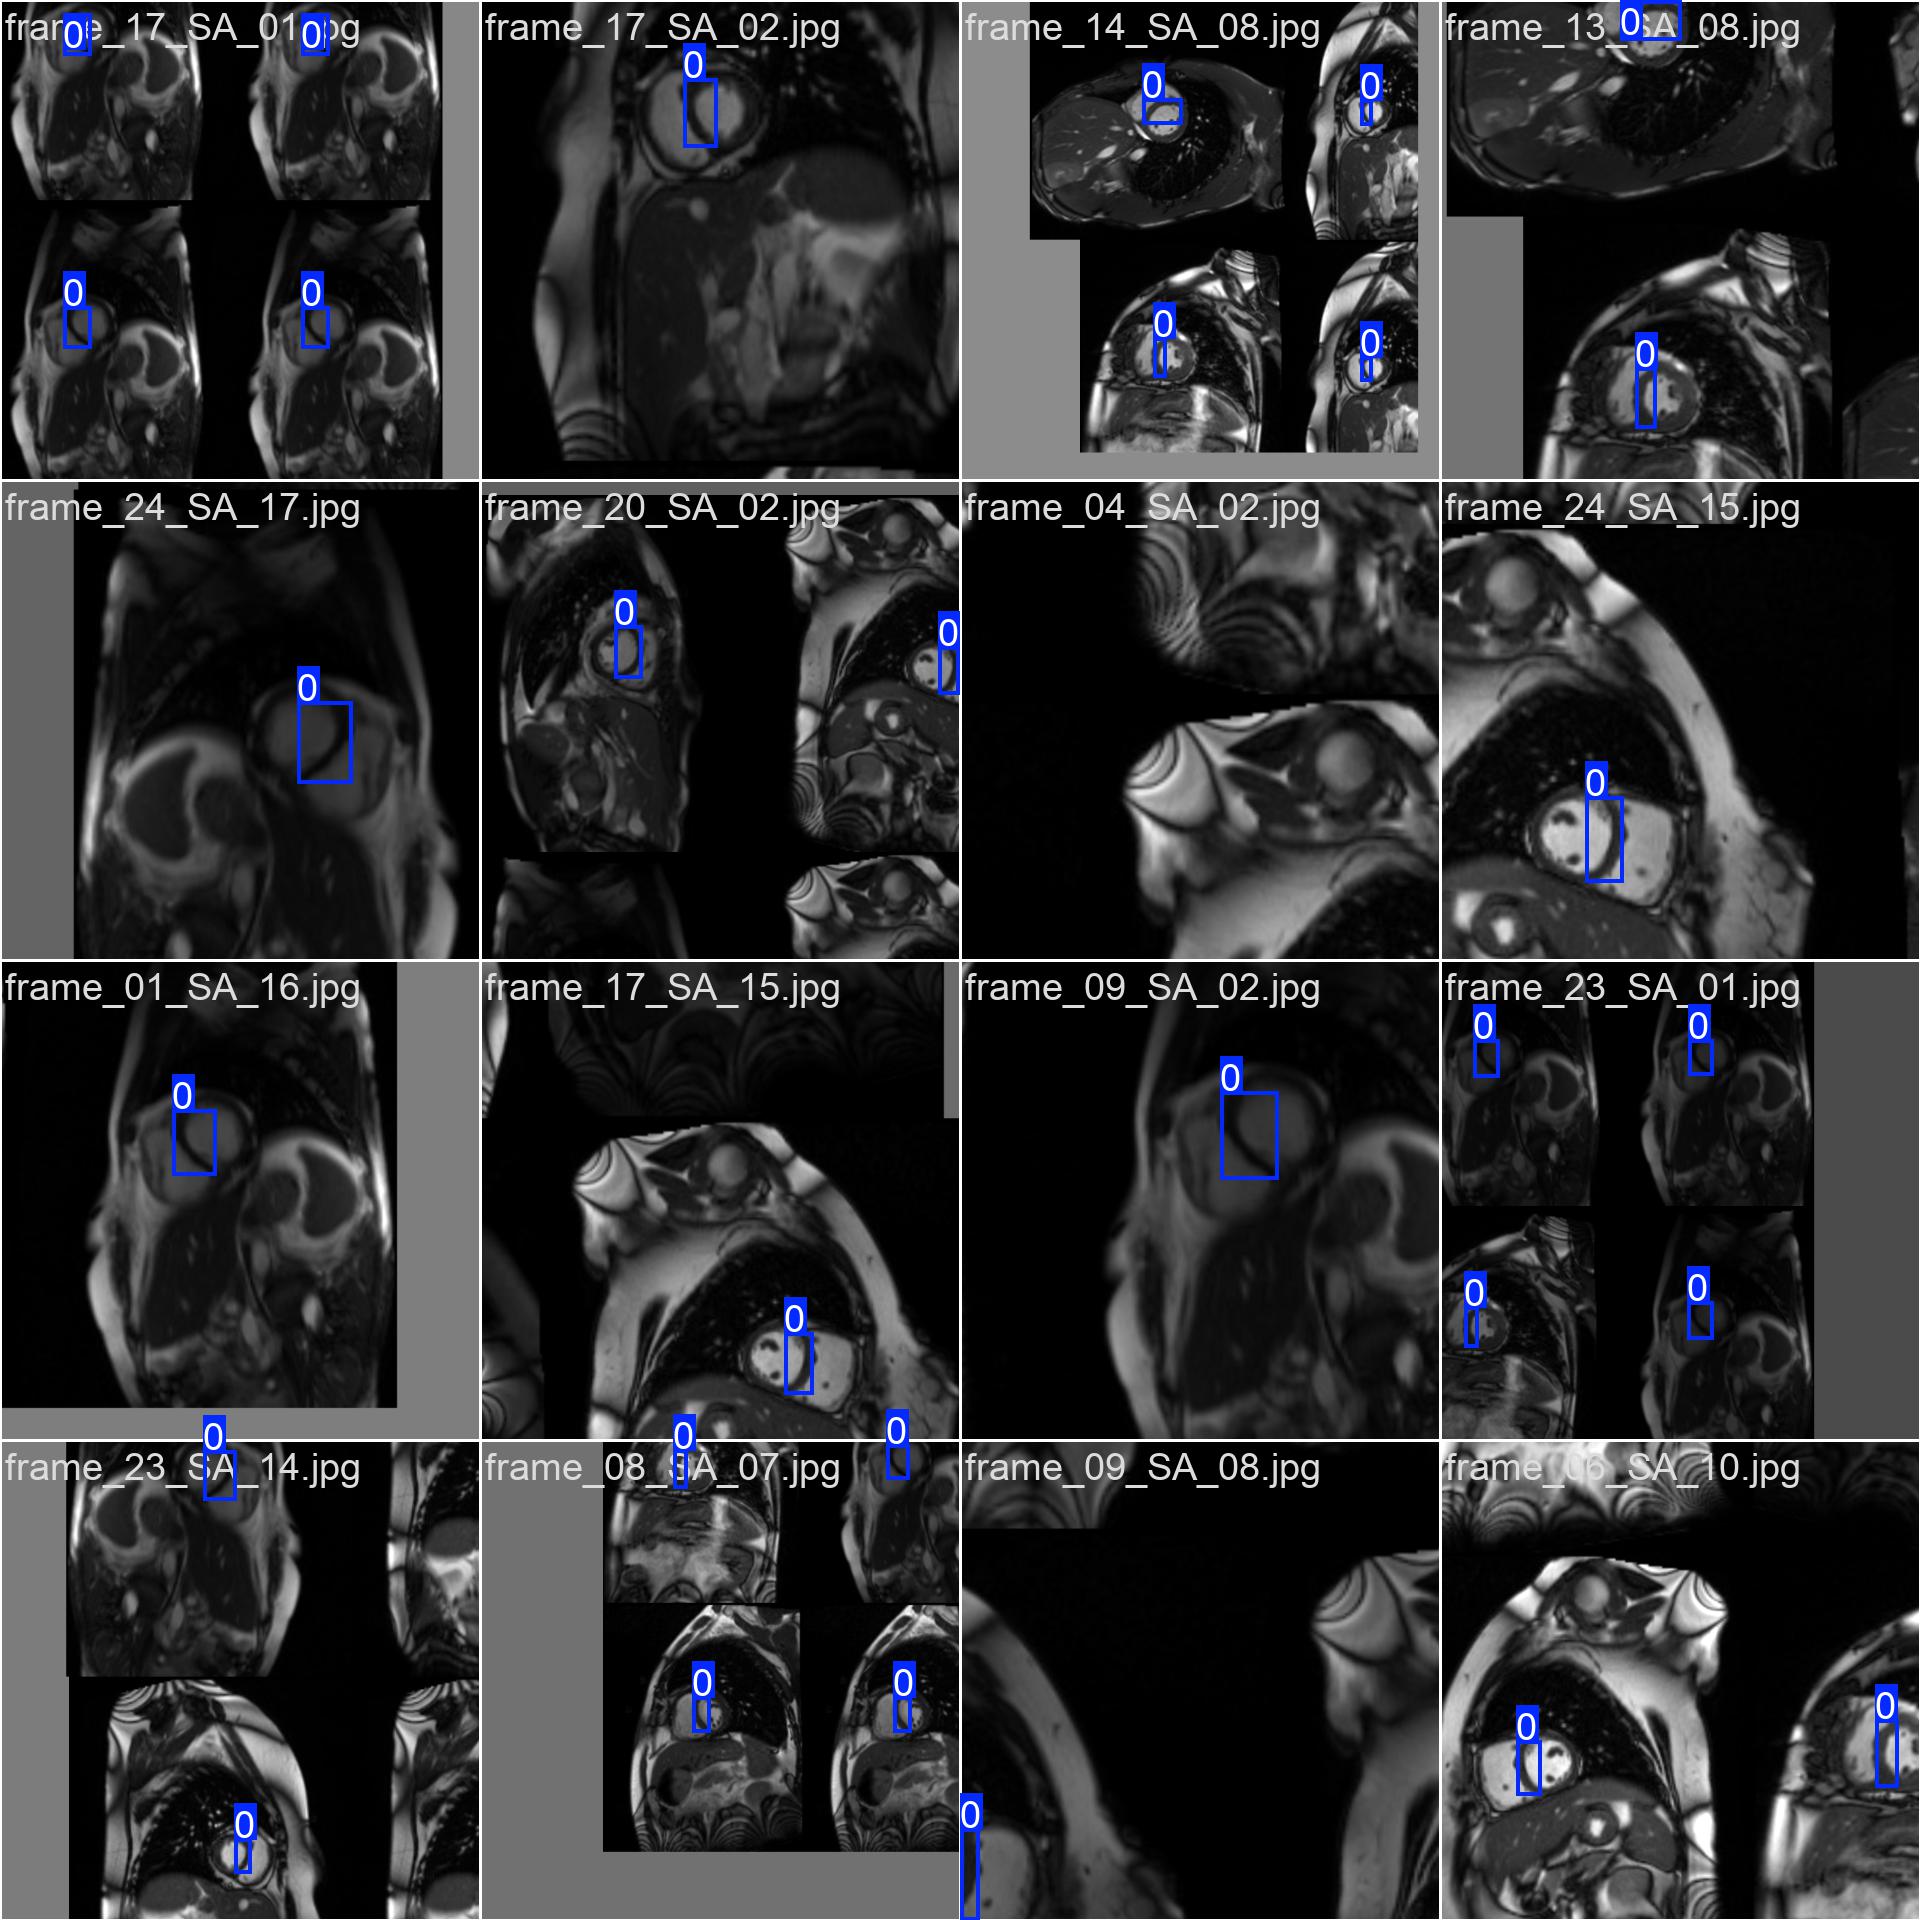 frame_17_SA_01.jpg
0 0
0 0
frame_17_SA_02.jpg
0
frame_14_SA_08.jpg
0 0
0 0
frame_13_SA_08.jpg
0
0
frame_24_SA_17.jpg
0
frame_20_SA_02.jpg
0 0
frame_04_SA_02.jpg
frame_24_SA_15.jpg
0
frame_01_SA_16.jpg
0
frame_17_SA_15.jpg
0
frame_09_SA_02.jpg
0
frame_23_SA_01.jpg
0 0
0 0
frame_23_SA_14.jpg
0
0
frame_08_SA_07.jpg
0 0
0 0
frame_09_SA_08.jpg
0
frame_06_SA_10.jpg
0 0